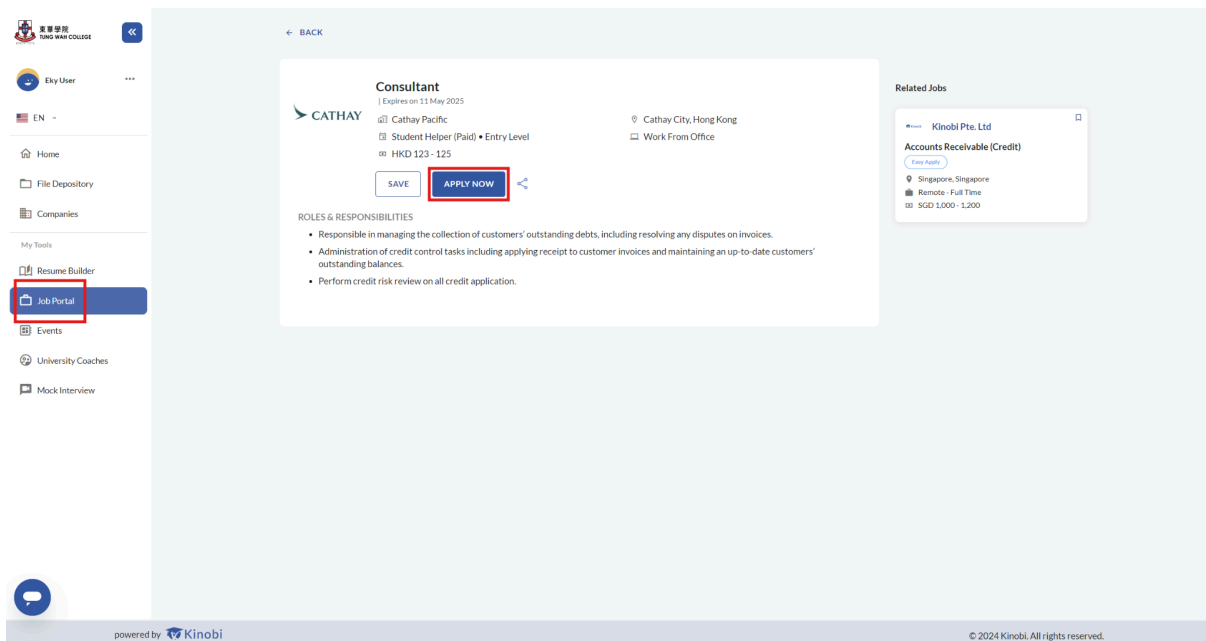 東華學院
TUNG WAH COLLEGE
Eky User
EN
Home
File Depository
Companies
My Tools
Resume Builder
Job Portal
Events
University Coaches
Mock Interview
BACK
Consultant
| Expires on 11 May 2025
CATHAY
Cathay Pacific
Cathay City, Hong Kong
Student Helper (Paid) • Entry Level
Work From Office
HKD 123 - 125
SAVE
APPLY NOW
ROLES & RESPONSIBILITIES
• Responsible in managing the collection of customers' outstanding debts, including resolving any disputes on invoices.
• Administration of credit control tasks including applying receipt to customer invoices and maintaining an up-to-date customers'
outstanding balances.
• Perform credit risk review on all credit application.
Related Jobs
Kinobi Pte. Ltd
Accounts Receivable (Credit)
Easy Apply
Singapore, Singapore
Remote - Full Time
SGD 1,000 - 1,200
powered by Kinobi
© 2024 Kinobi. All rights reserved.